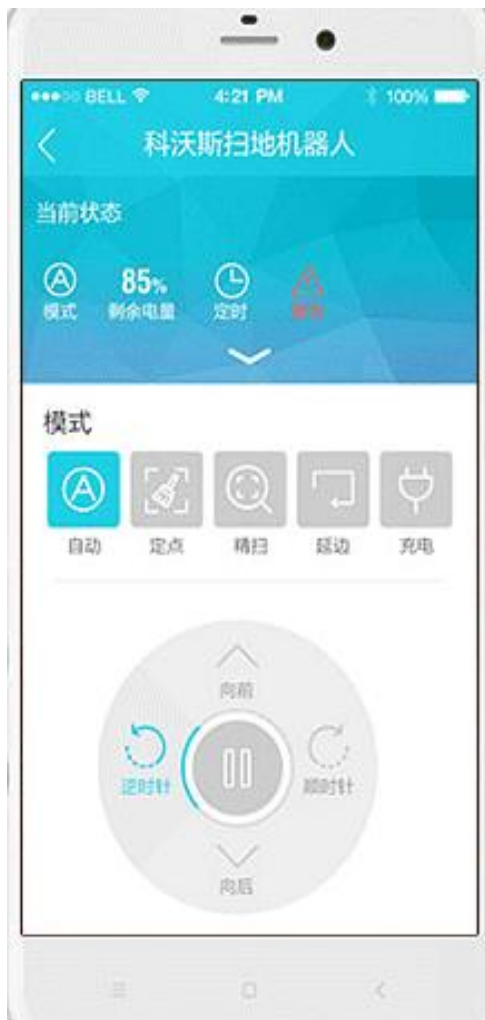 BELL 4:21 PM 100%
科沃斯扫地机器人
当前状态
85%
模式 剩余电量 定时
模式
自动 定点 精扫 延边 充电
向前
逆时针 顺时针
向后